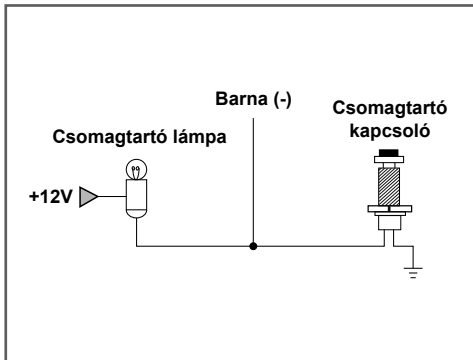 Barna (-)
Csomagtartó
kapcsoló
Csomagtartó lámpa
+12V